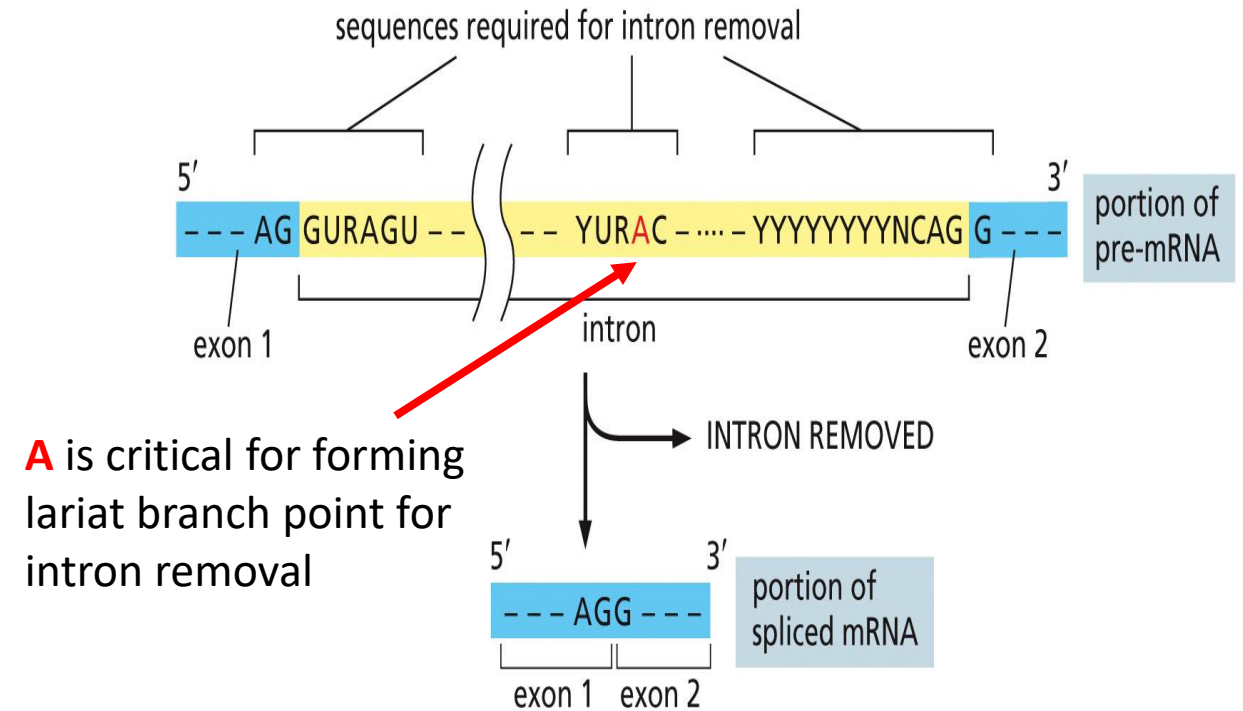 sequences required for intron removal
5′ 3′
– – – AG GURAGU – – – – YURAC – ···· – YYYYYYYYNCAG G – – –
portion of
pre-mRNA
exon 1
intron
exon 2
INTRON REMOVED
A is critical for forming
lariat branch point for
intron removal
5′ 3′
– – – AGG – – –
portion of
spliced mRNA
exon 1 exon 2